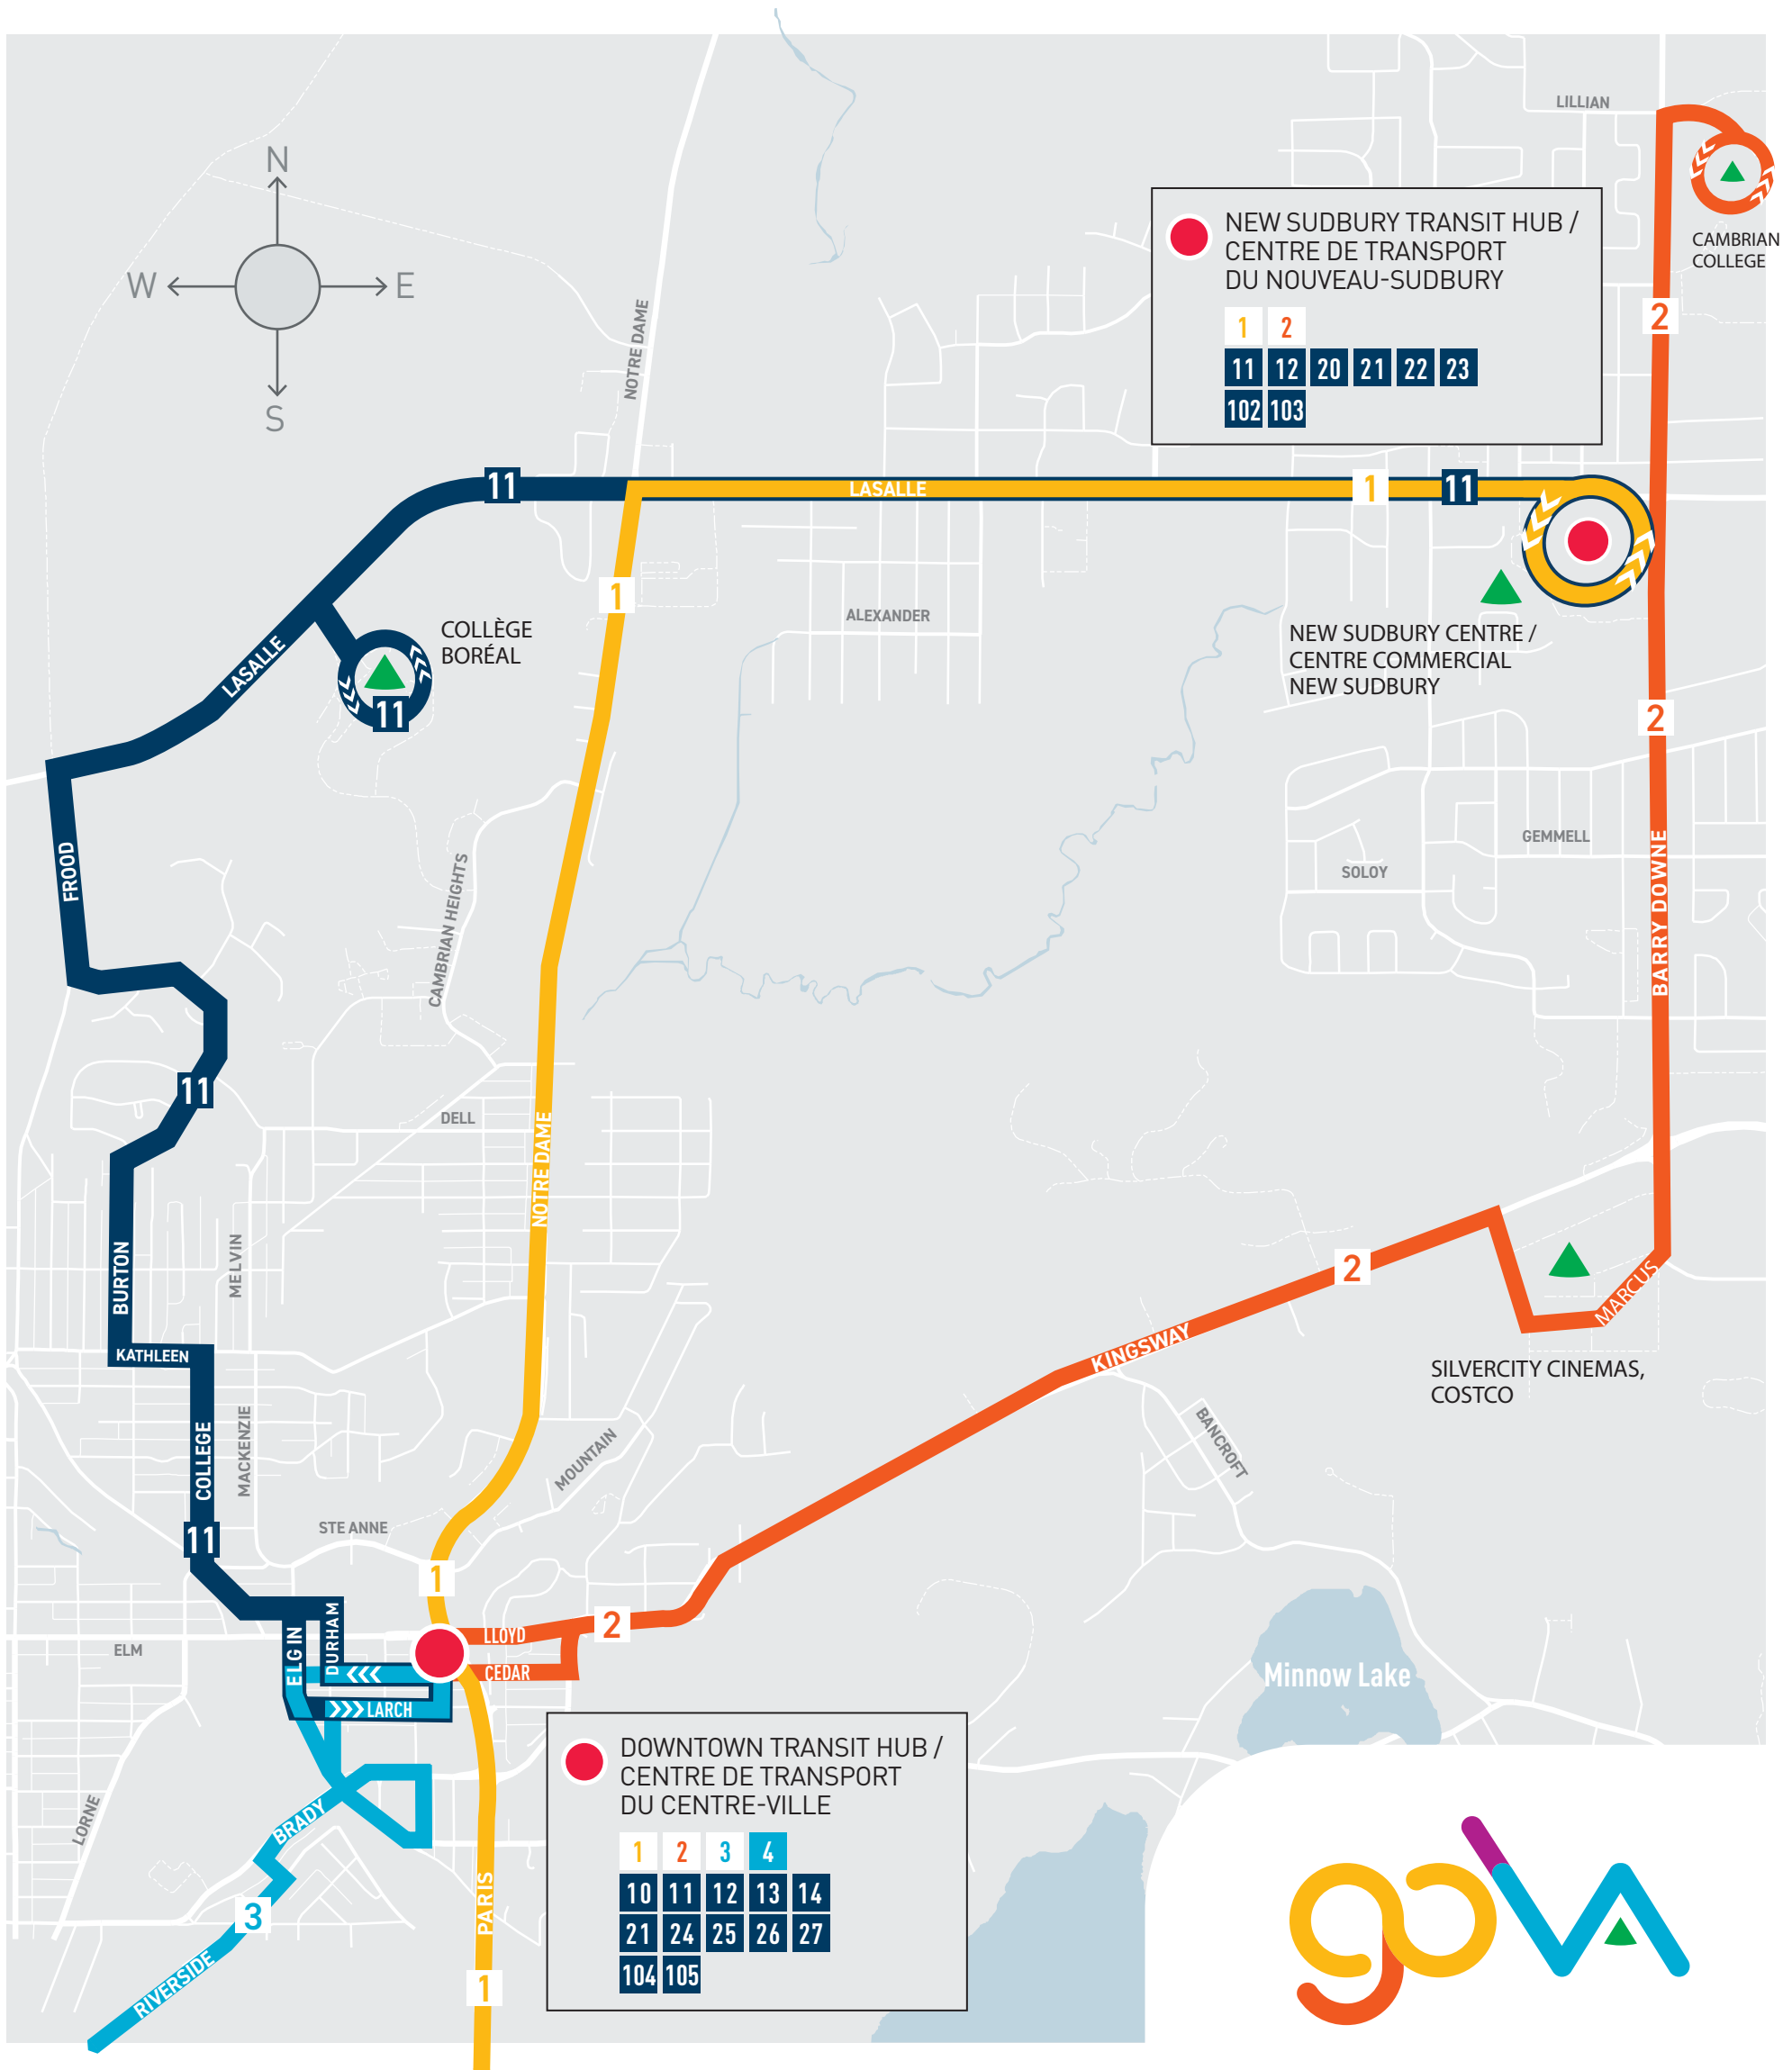 LILLIAN
N
W
E
S
NEW SUDBURY TRANSIT HUB /
CENTRE DE TRANSPORT
DU NOUVEAU-SUDBURY
1 2
11 12 20 21 22 23
102 103
CAMBRIAN
COLLEGE
2
NOTRE DAME
11
LASALLE
1
11
1
ALEXANDER
COLLÈGE
BORÉAL
LASALLE
11
NEW SUDBURY CENTRE /
CENTRE COMMERCIAL
NEW SUDBURY
2
GEMMELL
SOLOY
BARRY DOWNE
FROOD
CAMBRIAN HEIGHTS
11
DELL
NOTRE DAME
BURTON
MELVIN
KATHLEEN
2
MARCUS
KINGSWAY
SILVERCITY CINEMAS,
COSTCO
BANCROFT
COLLEGE
MACKENZIE
MOUNTAIN
STE ANNE
11
1
ELM
ELGIN
DURHAM
LLOYD
2
CEDAR
LARCH
Minnow Lake
DOWNTOWN TRANSIT HUB /
CENTRE DE TRANSPORT
DU CENTRE-VILLE
1 2 3 4
10 11 12 13 14
21 24 25 26 27
104 105
LORNE
BRADY
3
RIVERSIDE
PARIS
1
goVA